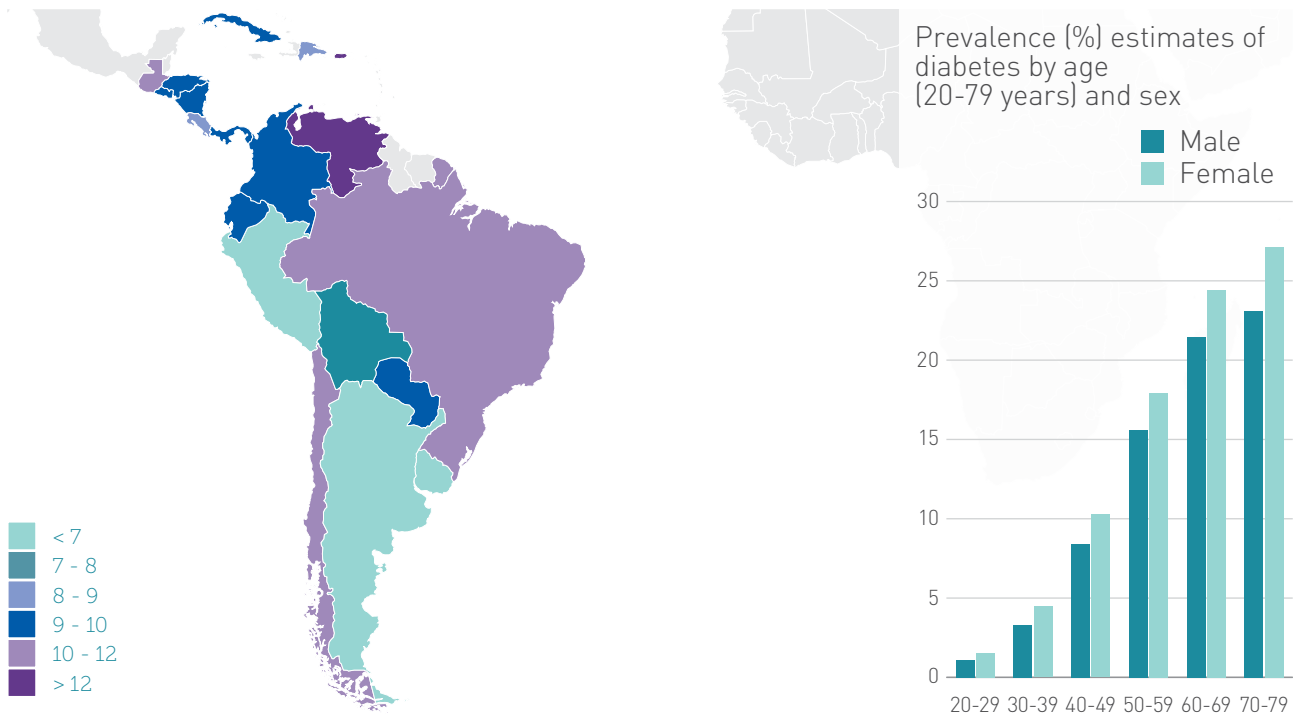 Prevalence (%) estimates of
diabetes by age
(20-79 years) and sex
Male
Female
30
25
20
15
10
5
0
20-29 30-39 40-49 50-59 60-69 70-79
< 7
7 - 8
8 - 9
9 - 10
10 - 12
> 12